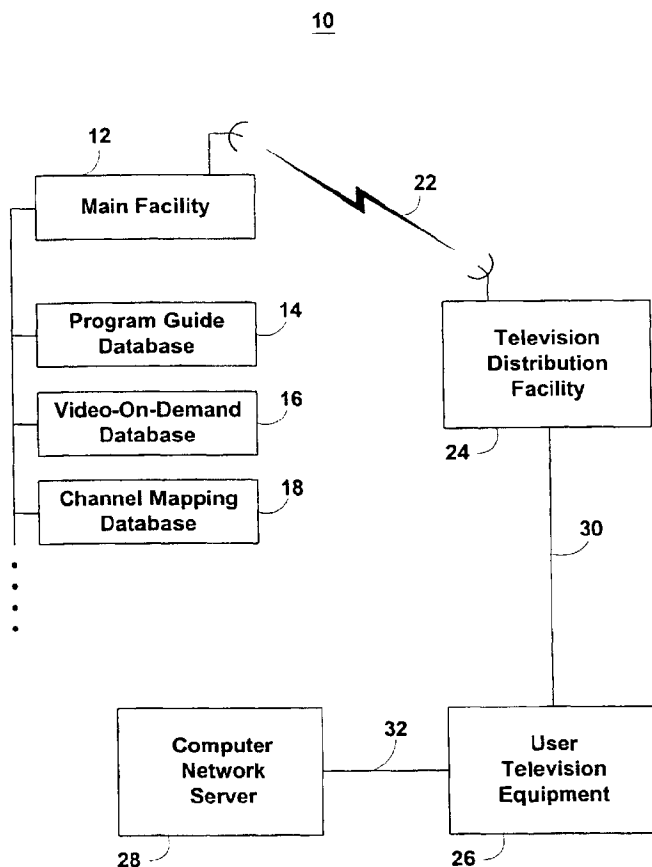 10
12
Main Facility
22
Program Guide
Database
14
Video-On-Demand
Database
16
Channel Mapping
Database
18
Television
Distribution
Facility
24
30
Computer
Network
Server
28
32
User
Television
Equipment
26